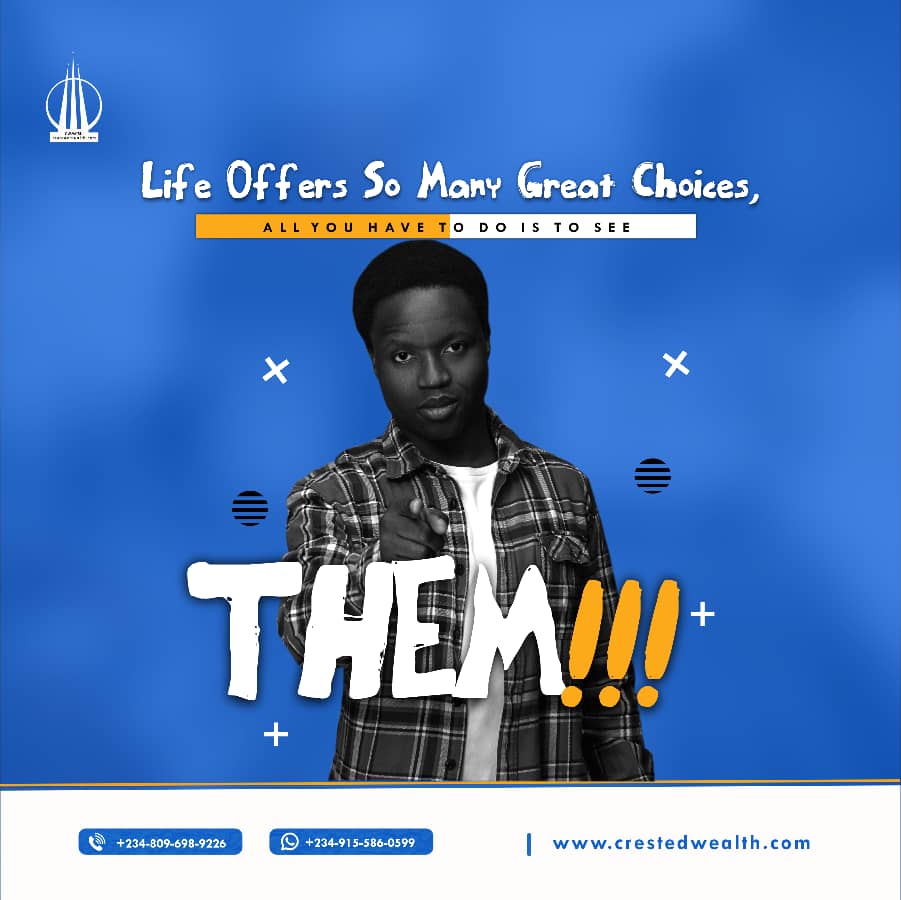 Life Offers So Many Great Choices,
ALL YOU HAVE TO DO IS TO SEE
THEM!!!
+234-809-698-9226
+234-915-586-0599
www.crestedwealth.com